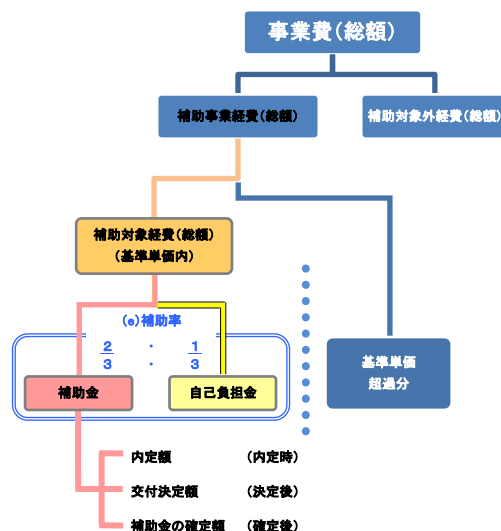 事業費(総額)
補助事業経費(総額)
補助対象外経費(総額)
補助対象経費(総額)
(基準単価内)
(e)補助率
2/3 ・ 1/3
補助金
自己負担金
基準単価
超過分
内定額 (内定時)
交付決定額 (決定後)
補助金の確定額 (確定後)